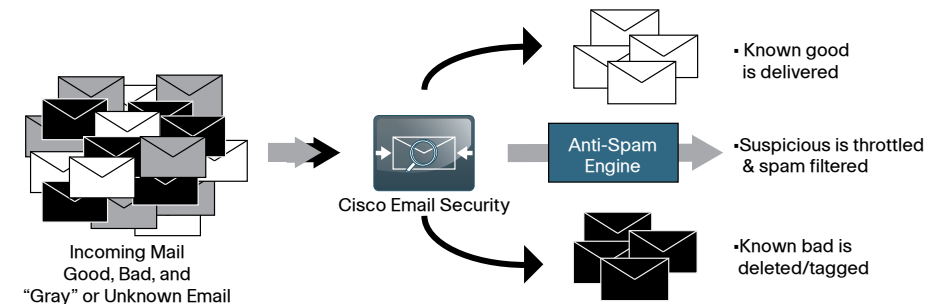 Incoming Mail
Good, Bad, and
“Gray” or Unknown Email
Cisco Email Security
Anti-Spam
Engine
▪ Known good
is delivered
▪Suspicious is throttled
& spam filtered
▪Known bad is
deleted/tagged